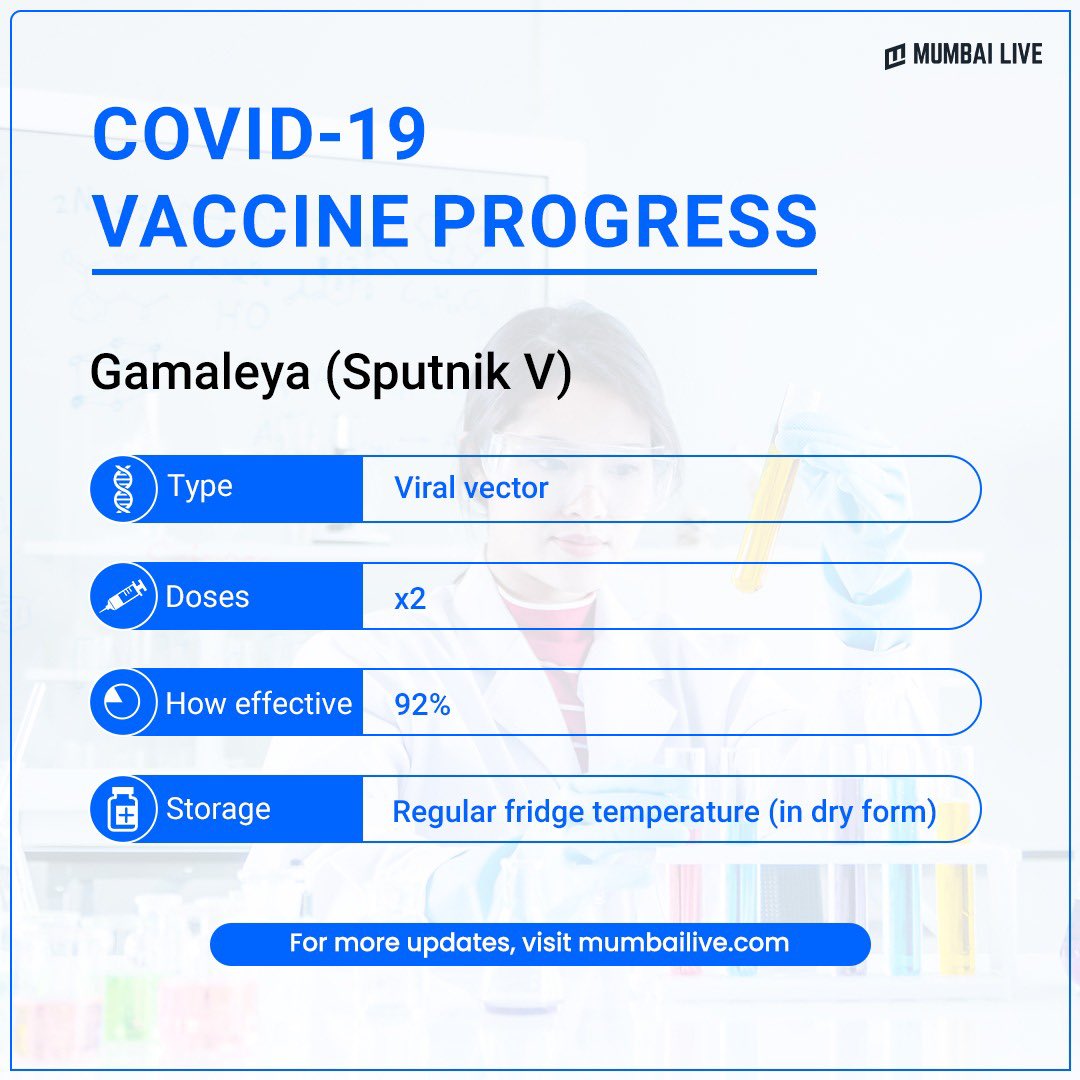 MUMBAI LIVE
COVID-19
VACCINE PROGRESS
Gamaleya (Sputnik V)
Type Viral vector
Doses x2
How effective 92%
Storage Regular fridge temperature (in dry form)
For more updates, visit mumbailive.com
HO